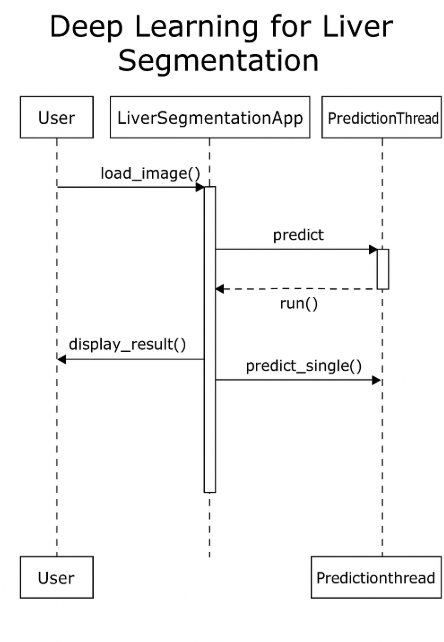 Deep Learning for Liver
Segmentation
User
LiverSegmentationApp
PredictionThread
load_image()
predict
run()
display_result()
predict_single()
User
Predictionthread